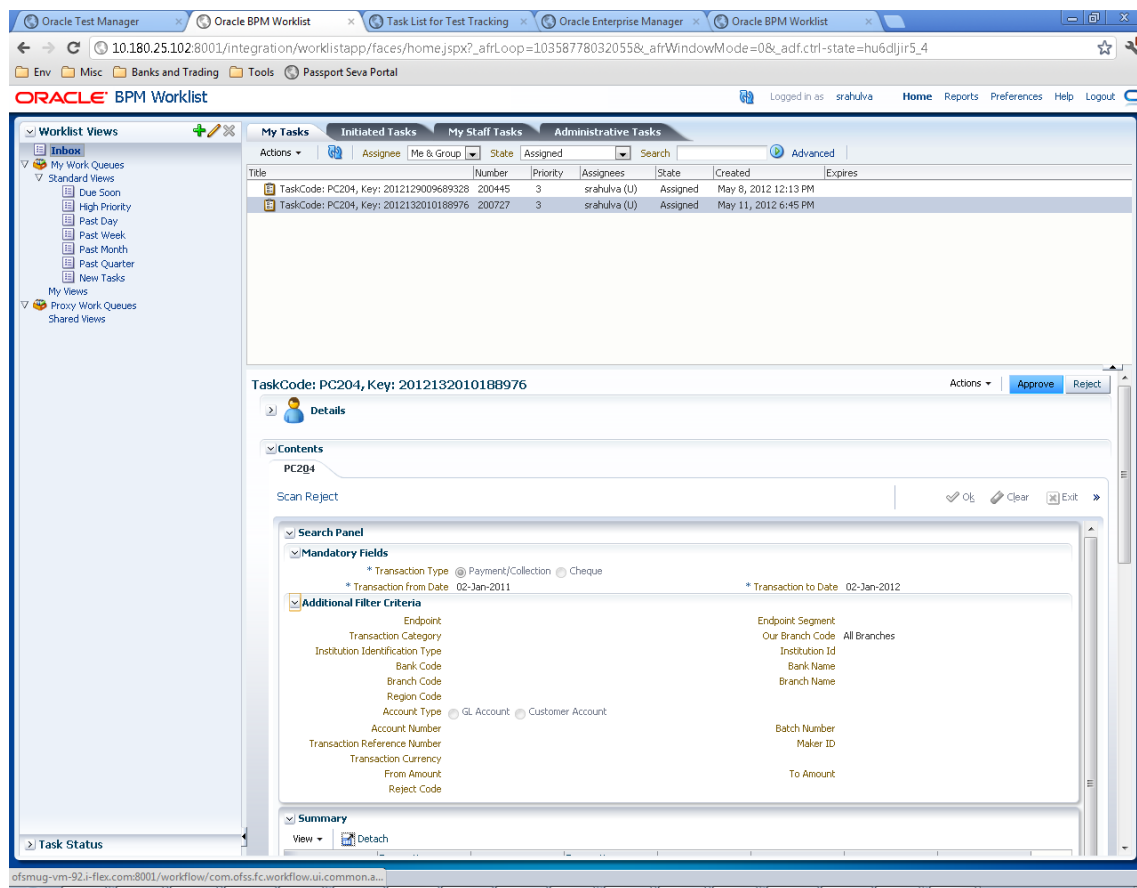 Oracle Test Manager
Oracle BPM Worklist
Task List for Test Tracking
Oracle Enterprise Manager
Oracle BPM Worklist
10.180.25.102:8001/integration/worklistapp/faces/home.jspx?_afrLoop=10358778032055&_afrWindowMode=0&_adf.ctrl-state=hu6dljir5_4
Env Misc Banks and Trading Tools Passport Seva Portal
ORACLE BPM Worklist
Logged in as srahulva Home Reports Preferences Help Logout
Worklist Views
Inbox
My Work Queues
Standard Views
Due Soon
High Priority
Past Day
Past Week
Past Month
Past Quarter
New Tasks
My Views
Proxy Work Queues
Shared Views
Task Status
My Tasks Initiated Tasks My Staff Tasks Administrative Tasks
Actions Assignee Me & Group State Assigned Search Advanced
Title Number Priority Assignees State Created Expires
TaskCode: PC204, Key: 2012129009689328 200445 3 srahulva (U) Assigned May 8, 2012 12:13 PM
TaskCode: PC204, Key: 2012132010188976 200727 3 srahulva (U) Assigned May 11, 2012 6:45 PM
TaskCode: PC204, Key: 2012132010188976 Actions Approve Reject
Details
Contents
PC204
Scan Reject Ok Clear Exit »
Search Panel
Mandatory Fields
* Transaction Type Payment/Collection Cheque
* Transaction from Date 02-Jan-2011 * Transaction to Date 02-Jan-2012
Additional Filter Criteria
Endpoint Endpoint Segment
Transaction Category Our Branch Code All Branches
Institution Identification Type Institution Id
Bank Code Bank Name
Branch Code Branch Name
Region Code
Account Type GL Account Customer Account
Account Number Batch Number
Transaction Reference Number Maker ID
Transaction Currency
From Amount To Amount
Reject Code
Summary
View Detach
ofsmug-vm-92.i-flex.com:8001/workflow/com.ofss.fc.workflow.ui.common.a...